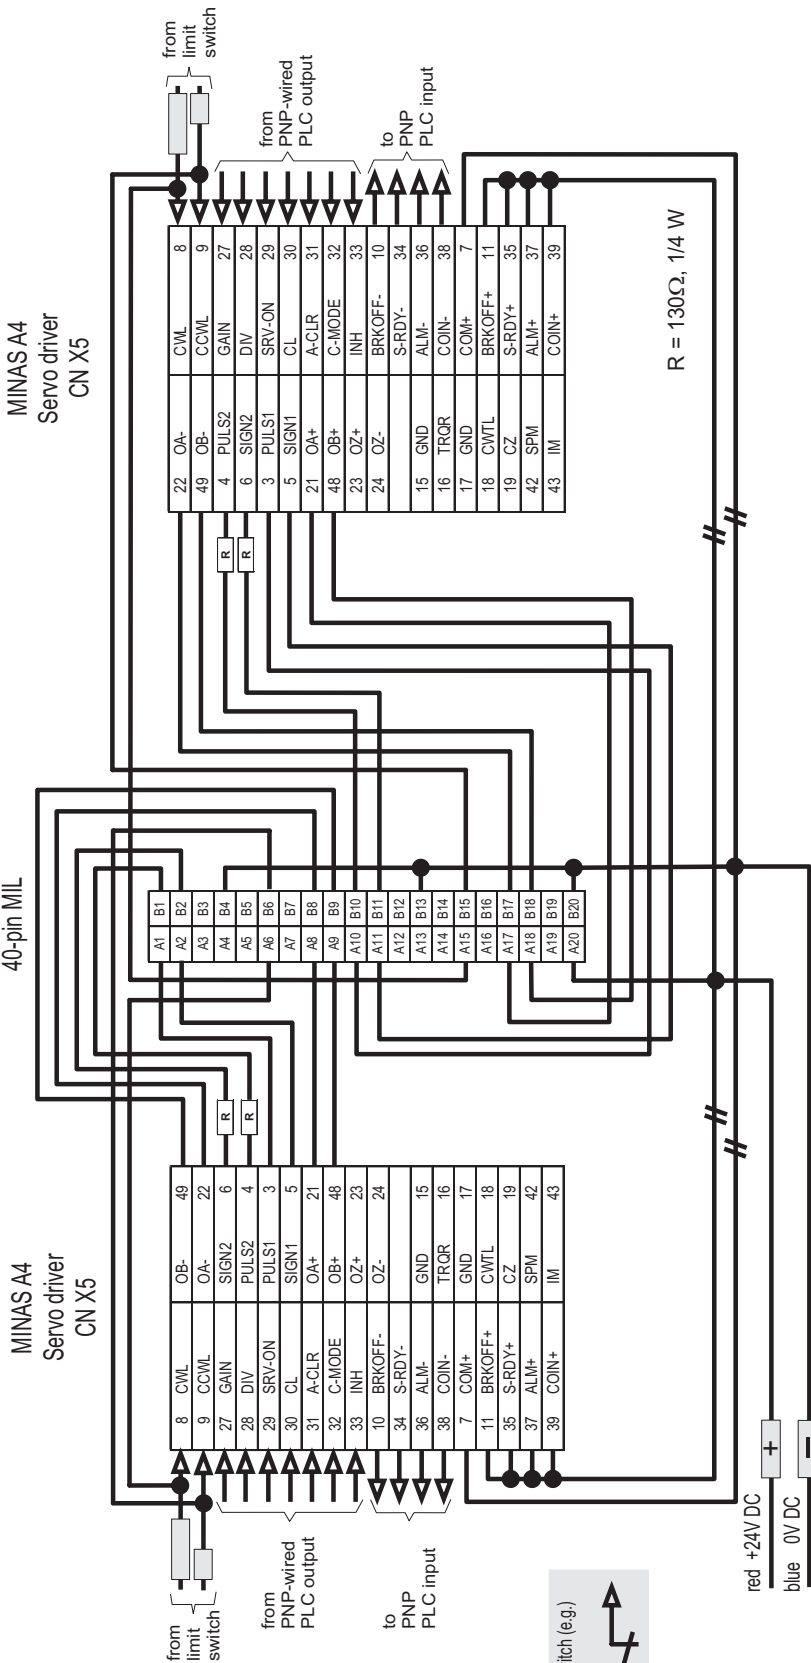 MINAS A4
Servo driver
CN X5
from
limit
switch
from
PNP-wired
PLC output
to
PNP
PLC input
8 CWL OB- 49
9 CCWL OA- 22
27 GAIN SIGN2 6
28 DIV PULS2 4
29 SRV-ON PULS1 3
30 CL SIGN1 5
31 A-CLR OA+ 21
32 C-MODE OB+ 48
33 INH OZ+ 23
10 BRKOFF- OZ- 24
34 S-RDY-
36 ALM- GND 15
38 COIN- TRQR 16
7 COM+ GND 17
11 BRKOFF+ CWTL 18
35 S-RDY+ CZ 19
37 ALM+ SPM 42
39 COIN+ IM 43
R
R
40-pin MIL
A1 B1
A2 B2
A3 B3
A4 B4
A5 B5
A6 B6
A7 B7
A8 B8
A9 B9
A10 B10
A11 B11
A12 B12
A13 B13
A14 B14
A15 B15
A16 B16
A17 B17
A18 B18
A19 B19
A20 B20
MINAS A4
Servo driver
CN X5
R
R
22 OA- CWL 8
49 OB- CCWL 9
4 PULS2 GAIN 27
6 SIGN2 DIV 28
3 PULS1 SRV-ON 29
5 SIGN1 CL 30
21 OA+ A-CLR 31
48 OB+ C-MODE 32
23 OZ+ INH 33
24 OZ- BRKOFF- 10
S-RDY- 34
15 GND ALM- 36
16 TRQR COIN- 38
17 GND COM+ 7
18 CWTL BRKOFF+ 11
19 CZ S-RDY+ 35
42 SPM ALM+ 37
43 IM COIN+ 39
from
limit
switch
from
PNP-wired
PLC output
to
PNP
PLC input
R = 130Ω, 1/4 W
(e.g.)
red +24V DC +
blue 0V DC −